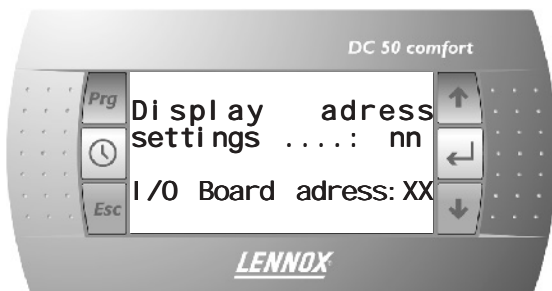 DC 50 comfort
Prg
Display adress
settings ....: nn
I/O Board adress:XX
Esc
LENNOX